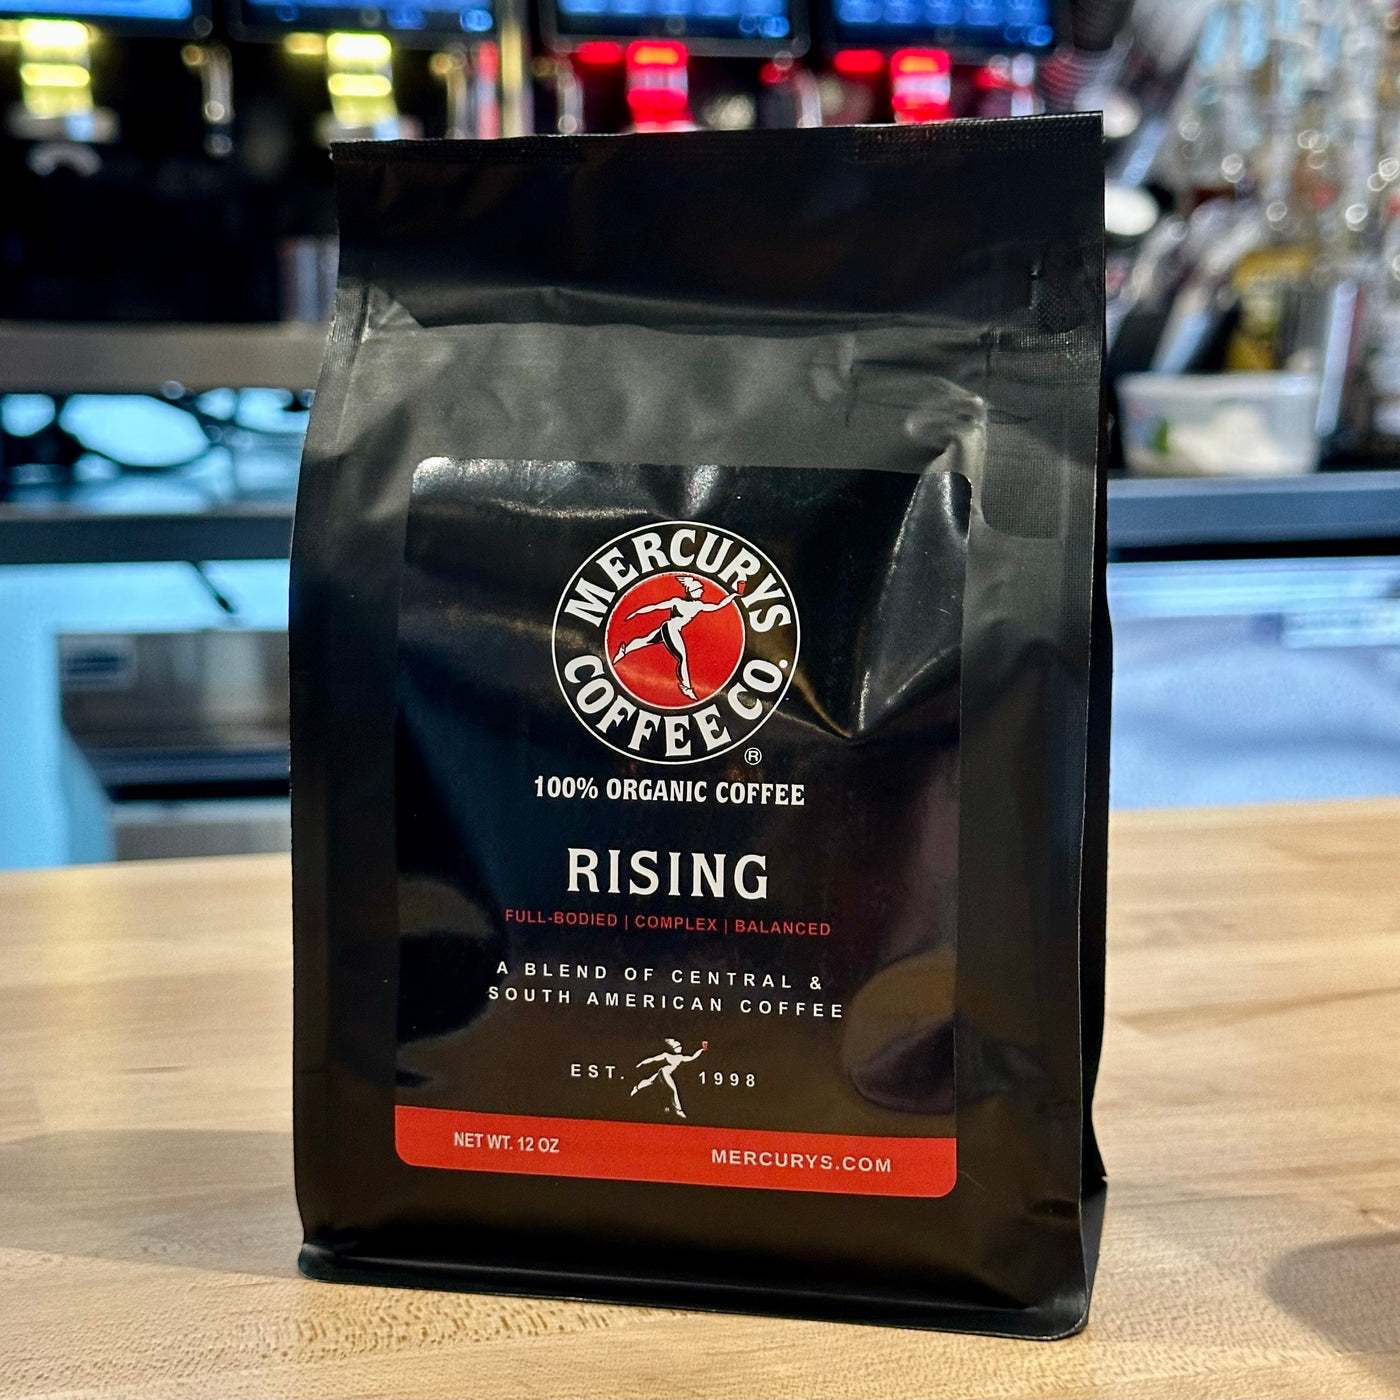 MERCURYS
COFFEE CO.
®
100% ORGANIC COFFEE
RISING
FULL-BODIED | COMPLEX | BALANCED
A BLEND OF CENTRAL &
SOUTH AMERICAN COFFEE
EST. 1998
NET WT. 12 OZ MERCURYS.COM